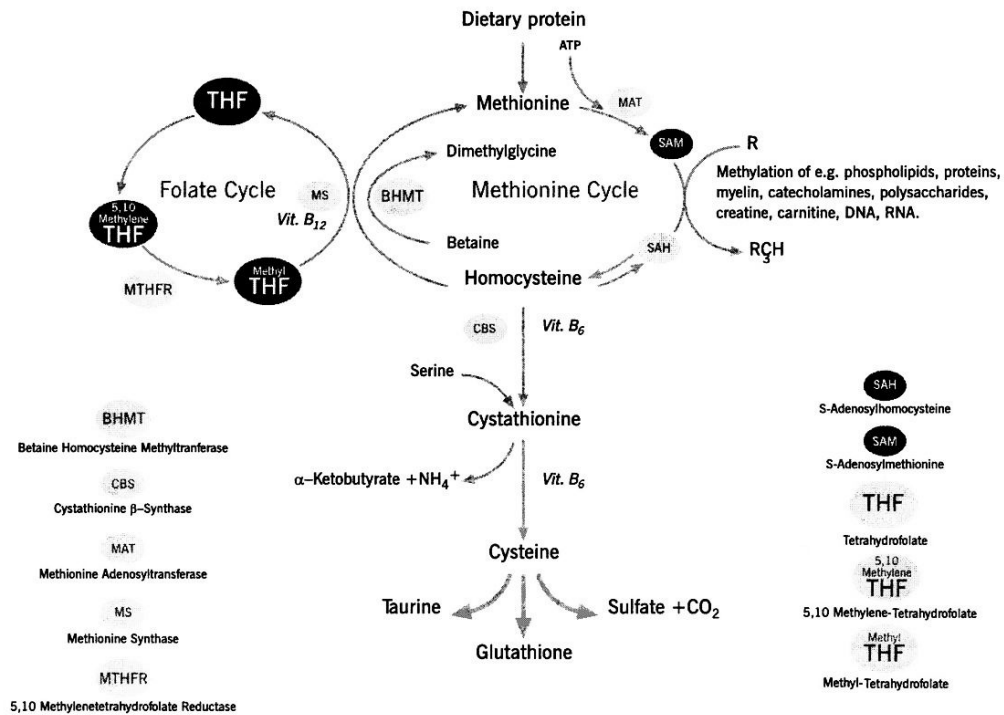 Dietary protein
ATP
Methionine
MAT
THF
SAM
R
Dimethylglycine
Methylation of e.g. phospholipids, proteins,
myelin, catecholamines, polysaccharides,
creatine, carnitine, DNA, RNA.
Folate Cycle
MS
BHMT
Methionine Cycle
Vit. B12
5,10
Methylene
THF
Betaine
SAH
RC3H
Methyl
THF
Homocysteine
MTHFR
CBS
Vit. B6
Serine
Cystathionine
α–Ketobutyrate +NH4+
Vit. B6
Cysteine
Taurine
Sulfate +CO2
Glutathione
BHMT
Betaine Homocysteine Methyltranferase
CBS
Cystathionine β–Synthase
MAT
Methionine Adenosyltransferase
MS
Methionine Synthase
MTHFR
5,10 Methylenetetrahydrofolate Reductase
SAH
S-Adenosylhomocysteine
SAM
S-Adenosylmethionine
THF
Tetrahydrofolate
5,10
Methylene
THF
5,10 Methylene-Tetrahydrofolate
Methyl
THF
Methyl-Tetrahydrofolate